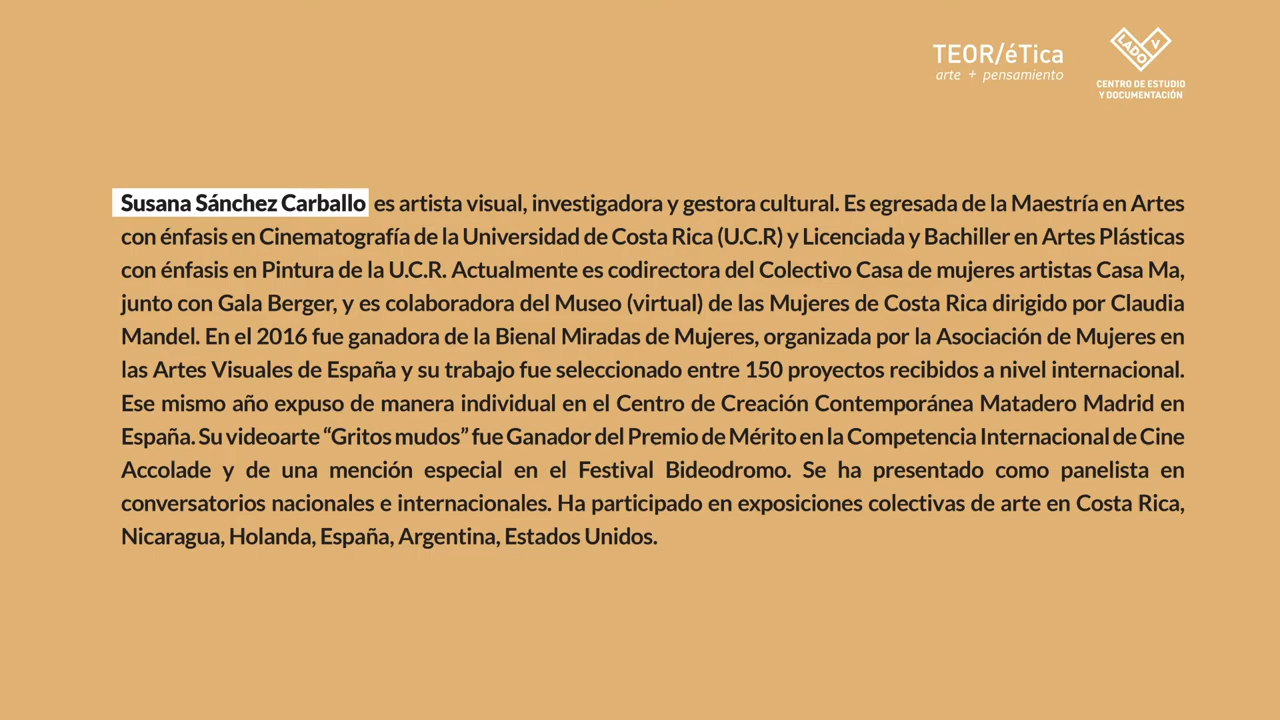 TEOR/éTica
arte + pensamiento
LADO V
CENTRO DE ESTUDIO
Y DOCUMENTACIÓN
Susana Sánchez Carballo es artista visual, investigadora y gestora cultural. Es egresada de la Maestría en Artes
con énfasis en Cinematografía de la Universidad de Costa Rica (U.C.R) y Licenciada y Bachiller en Artes Plásticas
con énfasis en Pintura de la U.C.R. Actualmente es codirectora del Colectivo Casa de mujeres artistas Casa Ma,
junto con Gala Berger, y es colaboradora del Museo (virtual) de las Mujeres de Costa Rica dirigido por Claudia
Mandel. En el 2016 fue ganadora de la Bienal Miradas de Mujeres, organizada por la Asociación de Mujeres en
las Artes Visuales de España y su trabajo fue seleccionado entre 150 proyectos recibidos a nivel internacional.
Ese mismo año expuso de manera individual en el Centro de Creación Contemporánea Matadero Madrid en
España. Su videoarte “Gritos mudos” fue Ganador del Premio de Mérito en la Competencia Internacional de Cine
Accolade y de una mención especial en el Festival Bideodromo. Se ha presentado como panelista en
conversatorios nacionales e internacionales. Ha participado en exposiciones colectivas de arte en Costa Rica,
Nicaragua, Holanda, España, Argentina, Estados Unidos.